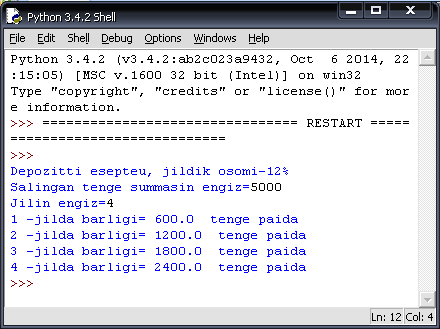 Python 3.4.2 Shell
File Edit Shell Debug Options Windows Help
Python 3.4.2 (v3.4.2:ab2c023a9432, Oct  6 2014, 22
:15:05) [MSC v.1600 32 bit (Intel)] on win32
Type "copyright", "credits" or "license()" for mor
e information.
>>> ================================ RESTART =====
===========================
>>>
Depozitti esepteu, jildik osomi-12%
Salingan tenge summasin engiz=5000
Jilin engiz=4
1 -jilda barligi= 600.0  tenge paida
2 -jilda barligi= 1200.0  tenge paida
3 -jilda barligi= 1800.0  tenge paida
4 -jilda barligi= 2400.0  tenge paida
>>>
Ln: 12 Col: 4